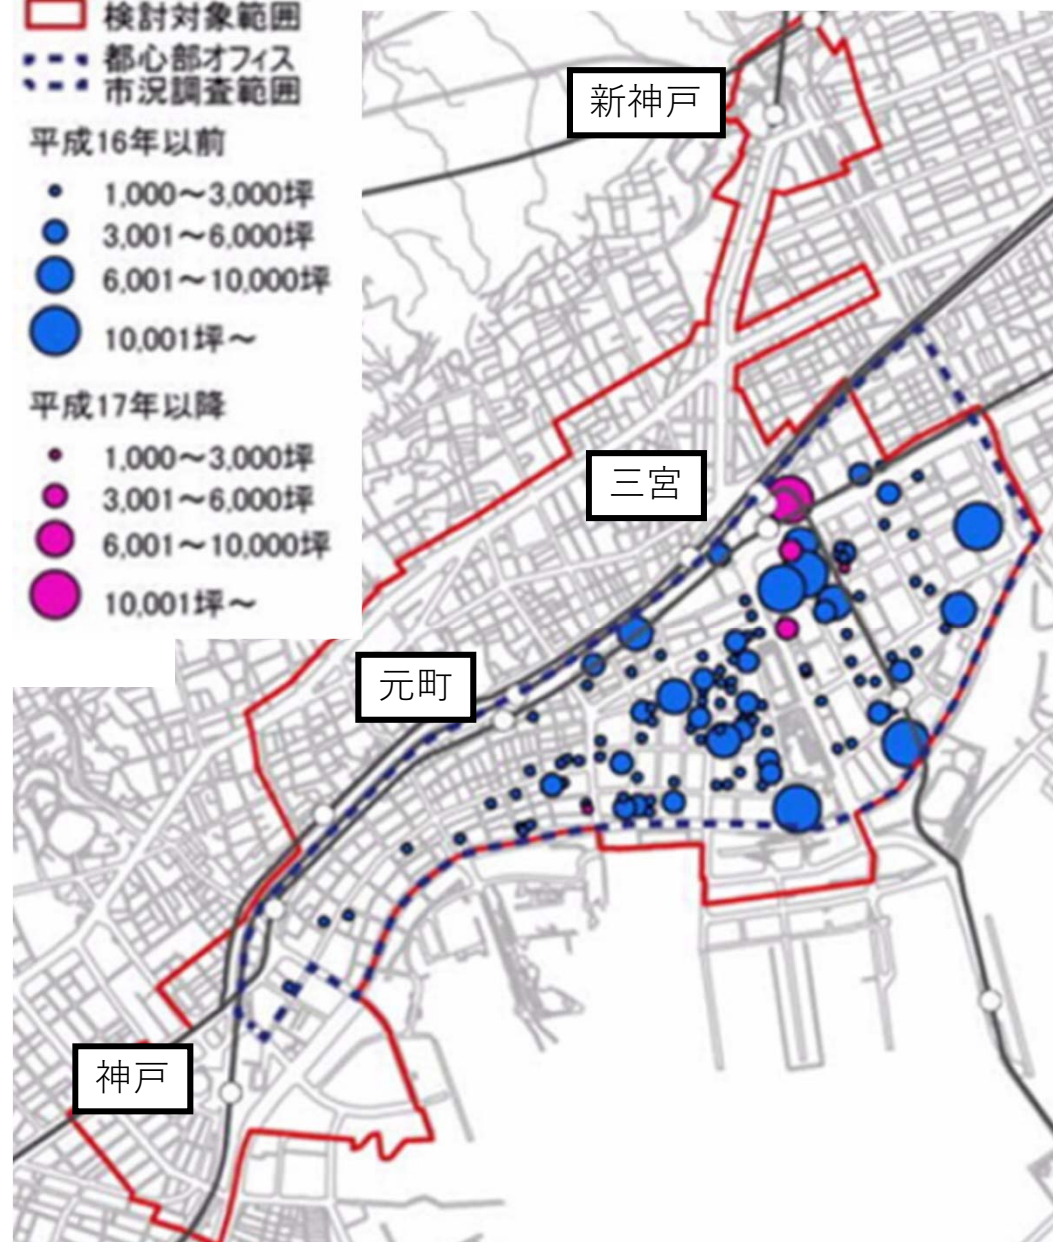 検討対象範囲
都心部オフィス
市況調査範囲
平成16年以前
1,000～3,000坪
3,001～6,000坪
6,001～10,000坪
10,001坪～
平成17年以降
1,000～3,000坪
3,001～6,000坪
6,001～10,000坪
10,001坪～
新神戸
三宮
元町
神戸